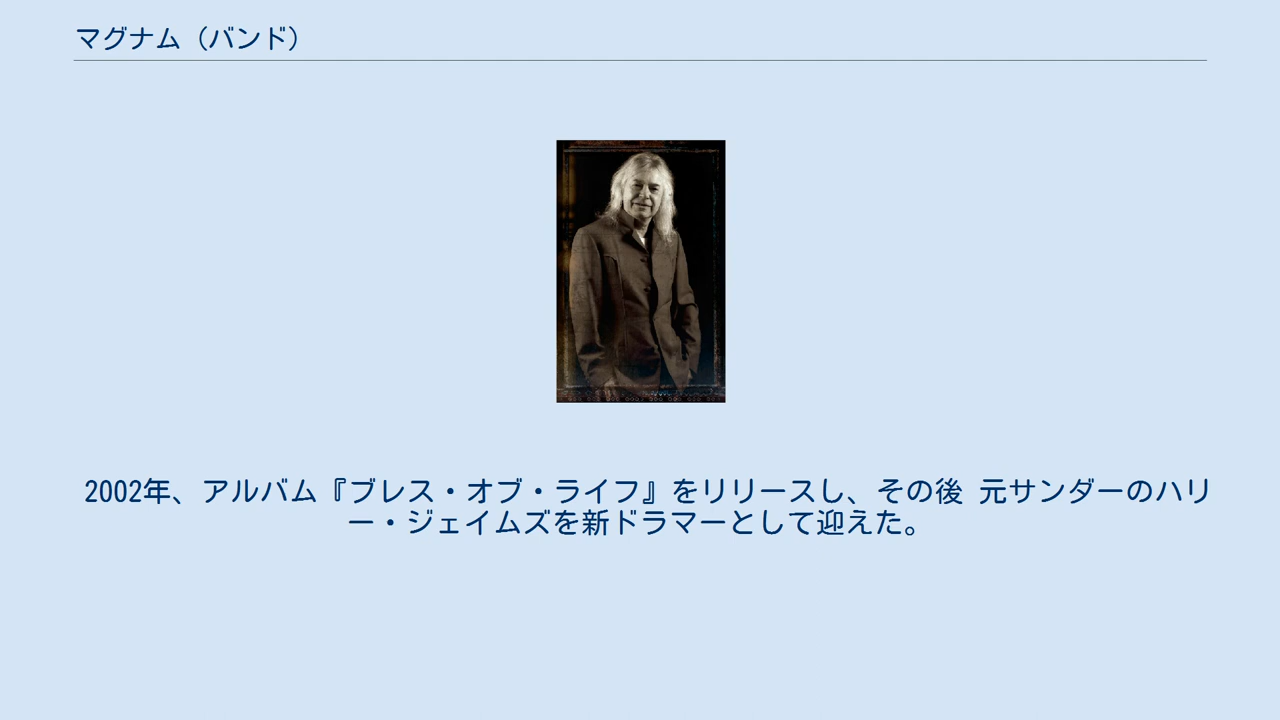 マグナム（バンド）
2002年、アルバム『ブレス・オブ・ライフ』をリリースし、その後 元サンダーのハリ
ー・ジェイムズを新ドラマーとして迎えた。